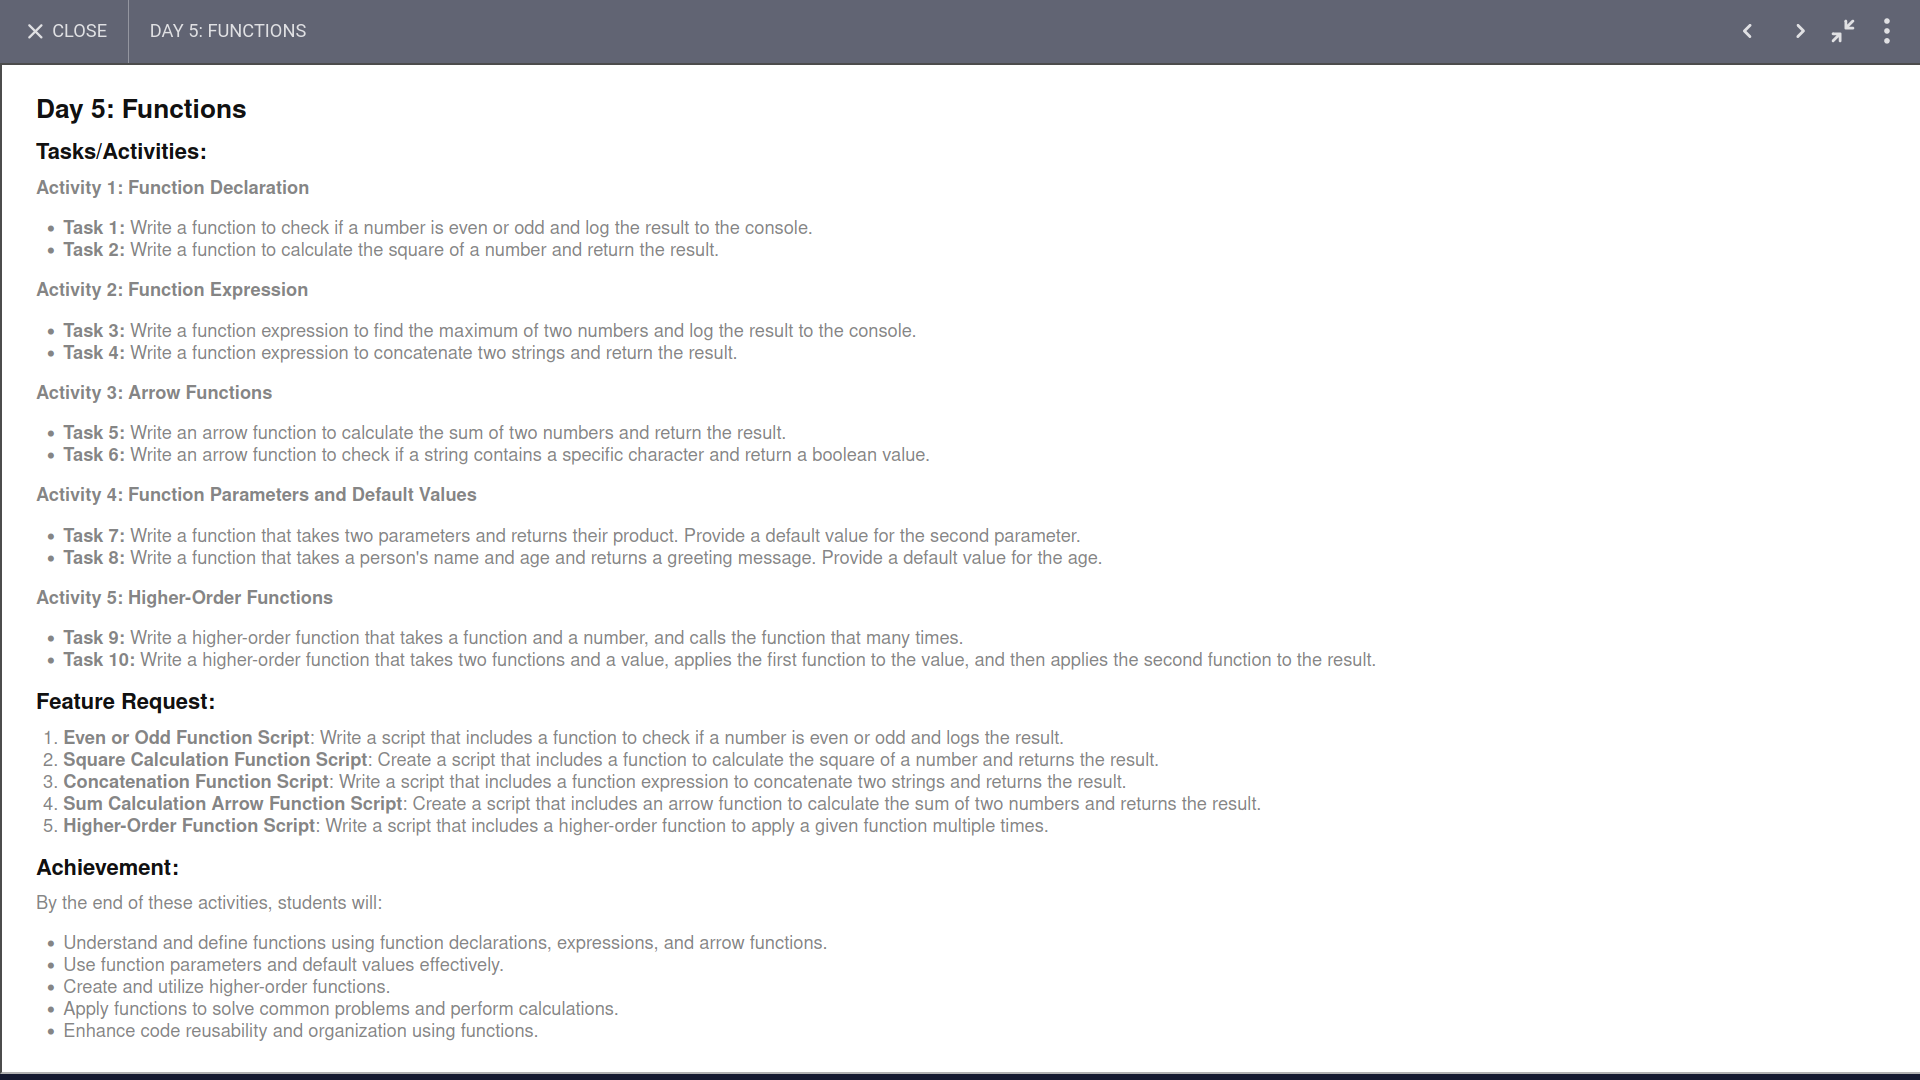 CLOSE
DAY 5: FUNCTIONS
Day 5: Functions
Tasks/Activities:
Activity 1: Function Declaration
• Task 1: Write a function to check if a number is even or odd and log the result to the console.
• Task 2: Write a function to calculate the square of a number and return the result.
Activity 2: Function Expression
• Task 3: Write a function expression to find the maximum of two numbers and log the result to the console.
• Task 4: Write a function expression to concatenate two strings and return the result.
Activity 3: Arrow Functions
• Task 5: Write an arrow function to calculate the sum of two numbers and return the result.
• Task 6: Write an arrow function to check if a string contains a specific character and return a boolean value.
Activity 4: Function Parameters and Default Values
• Task 7: Write a function that takes two parameters and returns their product. Provide a default value for the second parameter.
• Task 8: Write a function that takes a person's name and age and returns a greeting message. Provide a default value for the age.
Activity 5: Higher-Order Functions
• Task 9: Write a higher-order function that takes a function and a number, and calls the function that many times.
• Task 10: Write a higher-order function that takes two functions and a value, applies the first function to the value, and then applies the second function to the result.
Feature Request:
1. Even or Odd Function Script: Write a script that includes a function to check if a number is even or odd and logs the result.
2. Square Calculation Function Script: Create a script that includes a function to calculate the square of a number and returns the result.
3. Concatenation Function Script: Write a script that includes a function expression to concatenate two strings and returns the result.
4. Sum Calculation Arrow Function Script: Create a script that includes an arrow function to calculate the sum of two numbers and returns the result.
5. Higher-Order Function Script: Write a script that includes a higher-order function to apply a given function multiple times.
Achievement:
By the end of these activities, students will:
• Understand and define functions using function declarations, expressions, and arrow functions.
• Use function parameters and default values effectively.
• Create and utilize higher-order functions.
• Apply functions to solve common problems and perform calculations.
• Enhance code reusability and organization using functions.